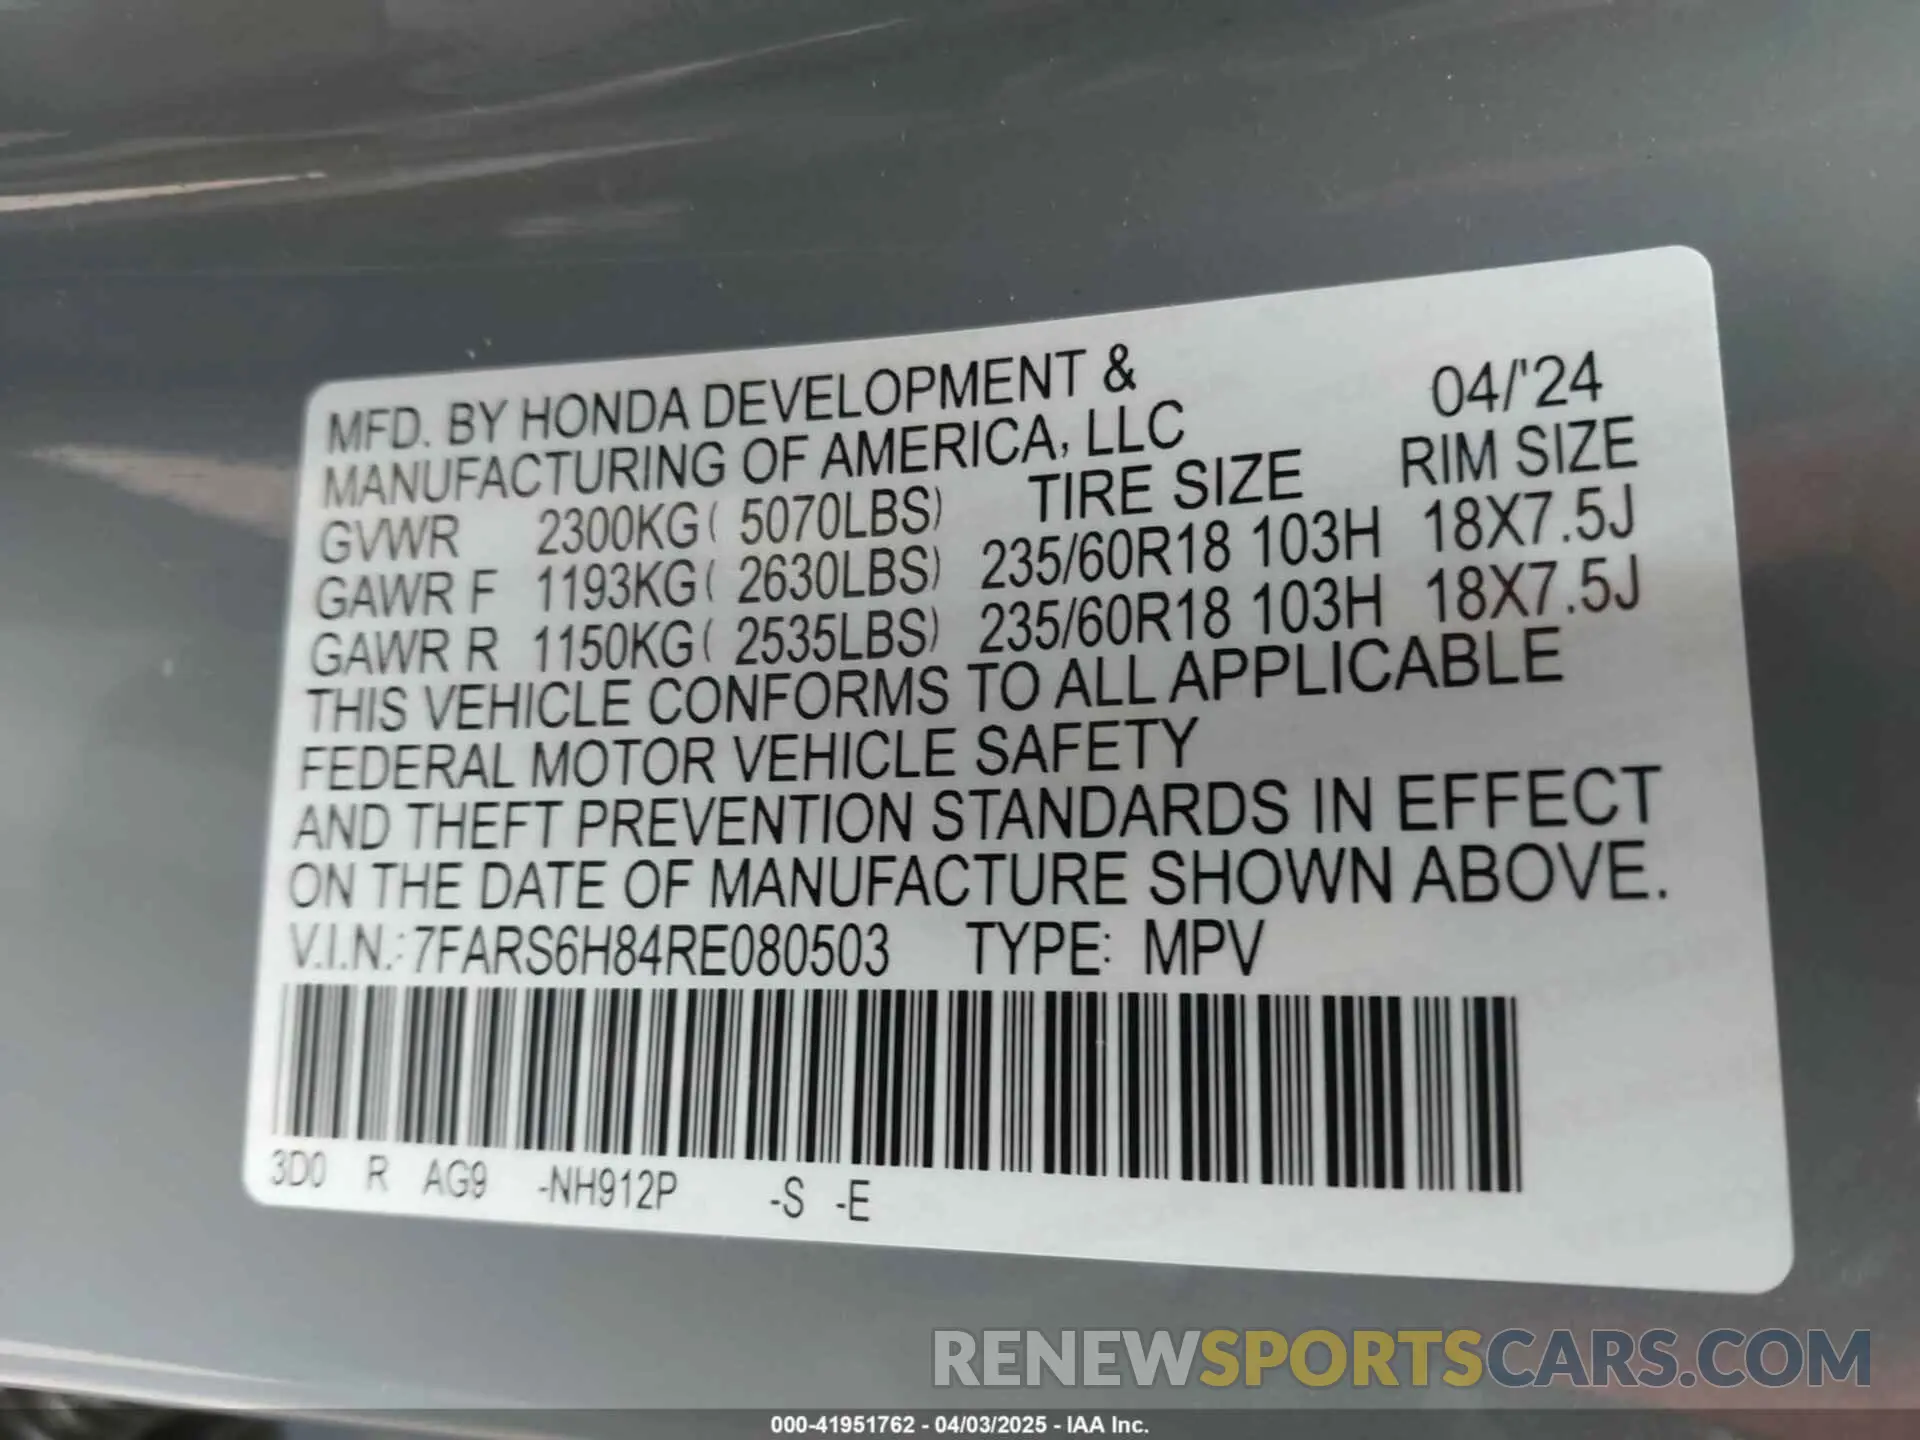 MFD. BY HONDA DEVELOPMENT & 04/'24
MANUFACTURING OF AMERICA, LLC
TIRE SIZE RIM SIZE
GVWR 2300KG( 5070LBS)
GAWR F 1193KG( 2630LBS) 235/60R18 103H 18X7.5J
GAWR R 1150KG( 2535LBS) 235/60R18 103H 18X7.5J
THIS VEHICLE CONFORMS TO ALL APPLICABLE
FEDERAL MOTOR VEHICLE SAFETY
AND THEFT PREVENTION STANDARDS IN EFFECT
ON THE DATE OF MANUFACTURE SHOWN ABOVE.
V.I.N.: 7FARS6H84RE080503 TYPE: MPV
3D0 R AG9 -NH912P -S -E
RENEWSPORTSCARS.COM
000-41951762 - 04/03/2025 - IAA Inc.